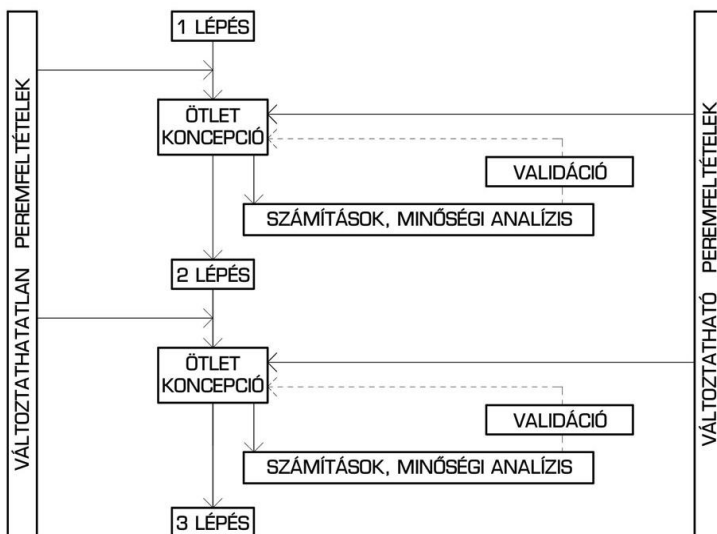 1 LÉPÉS
VÁLTOZTATHATATLAN PEREMFELTÉTELEK
VÁLTOZTATHATÓ PEREMFELTÉTELEK
ÖTLET
KONCEPCIÓ
VALIDÁCIÓ
SZÁMÍTÁSOK, MINŐSÉGI ANALÍZIS
2 LÉPÉS
ÖTLET
KONCEPCIÓ
VALIDÁCIÓ
SZÁMÍTÁSOK, MINŐSÉGI ANALÍZIS
3 LÉPÉS